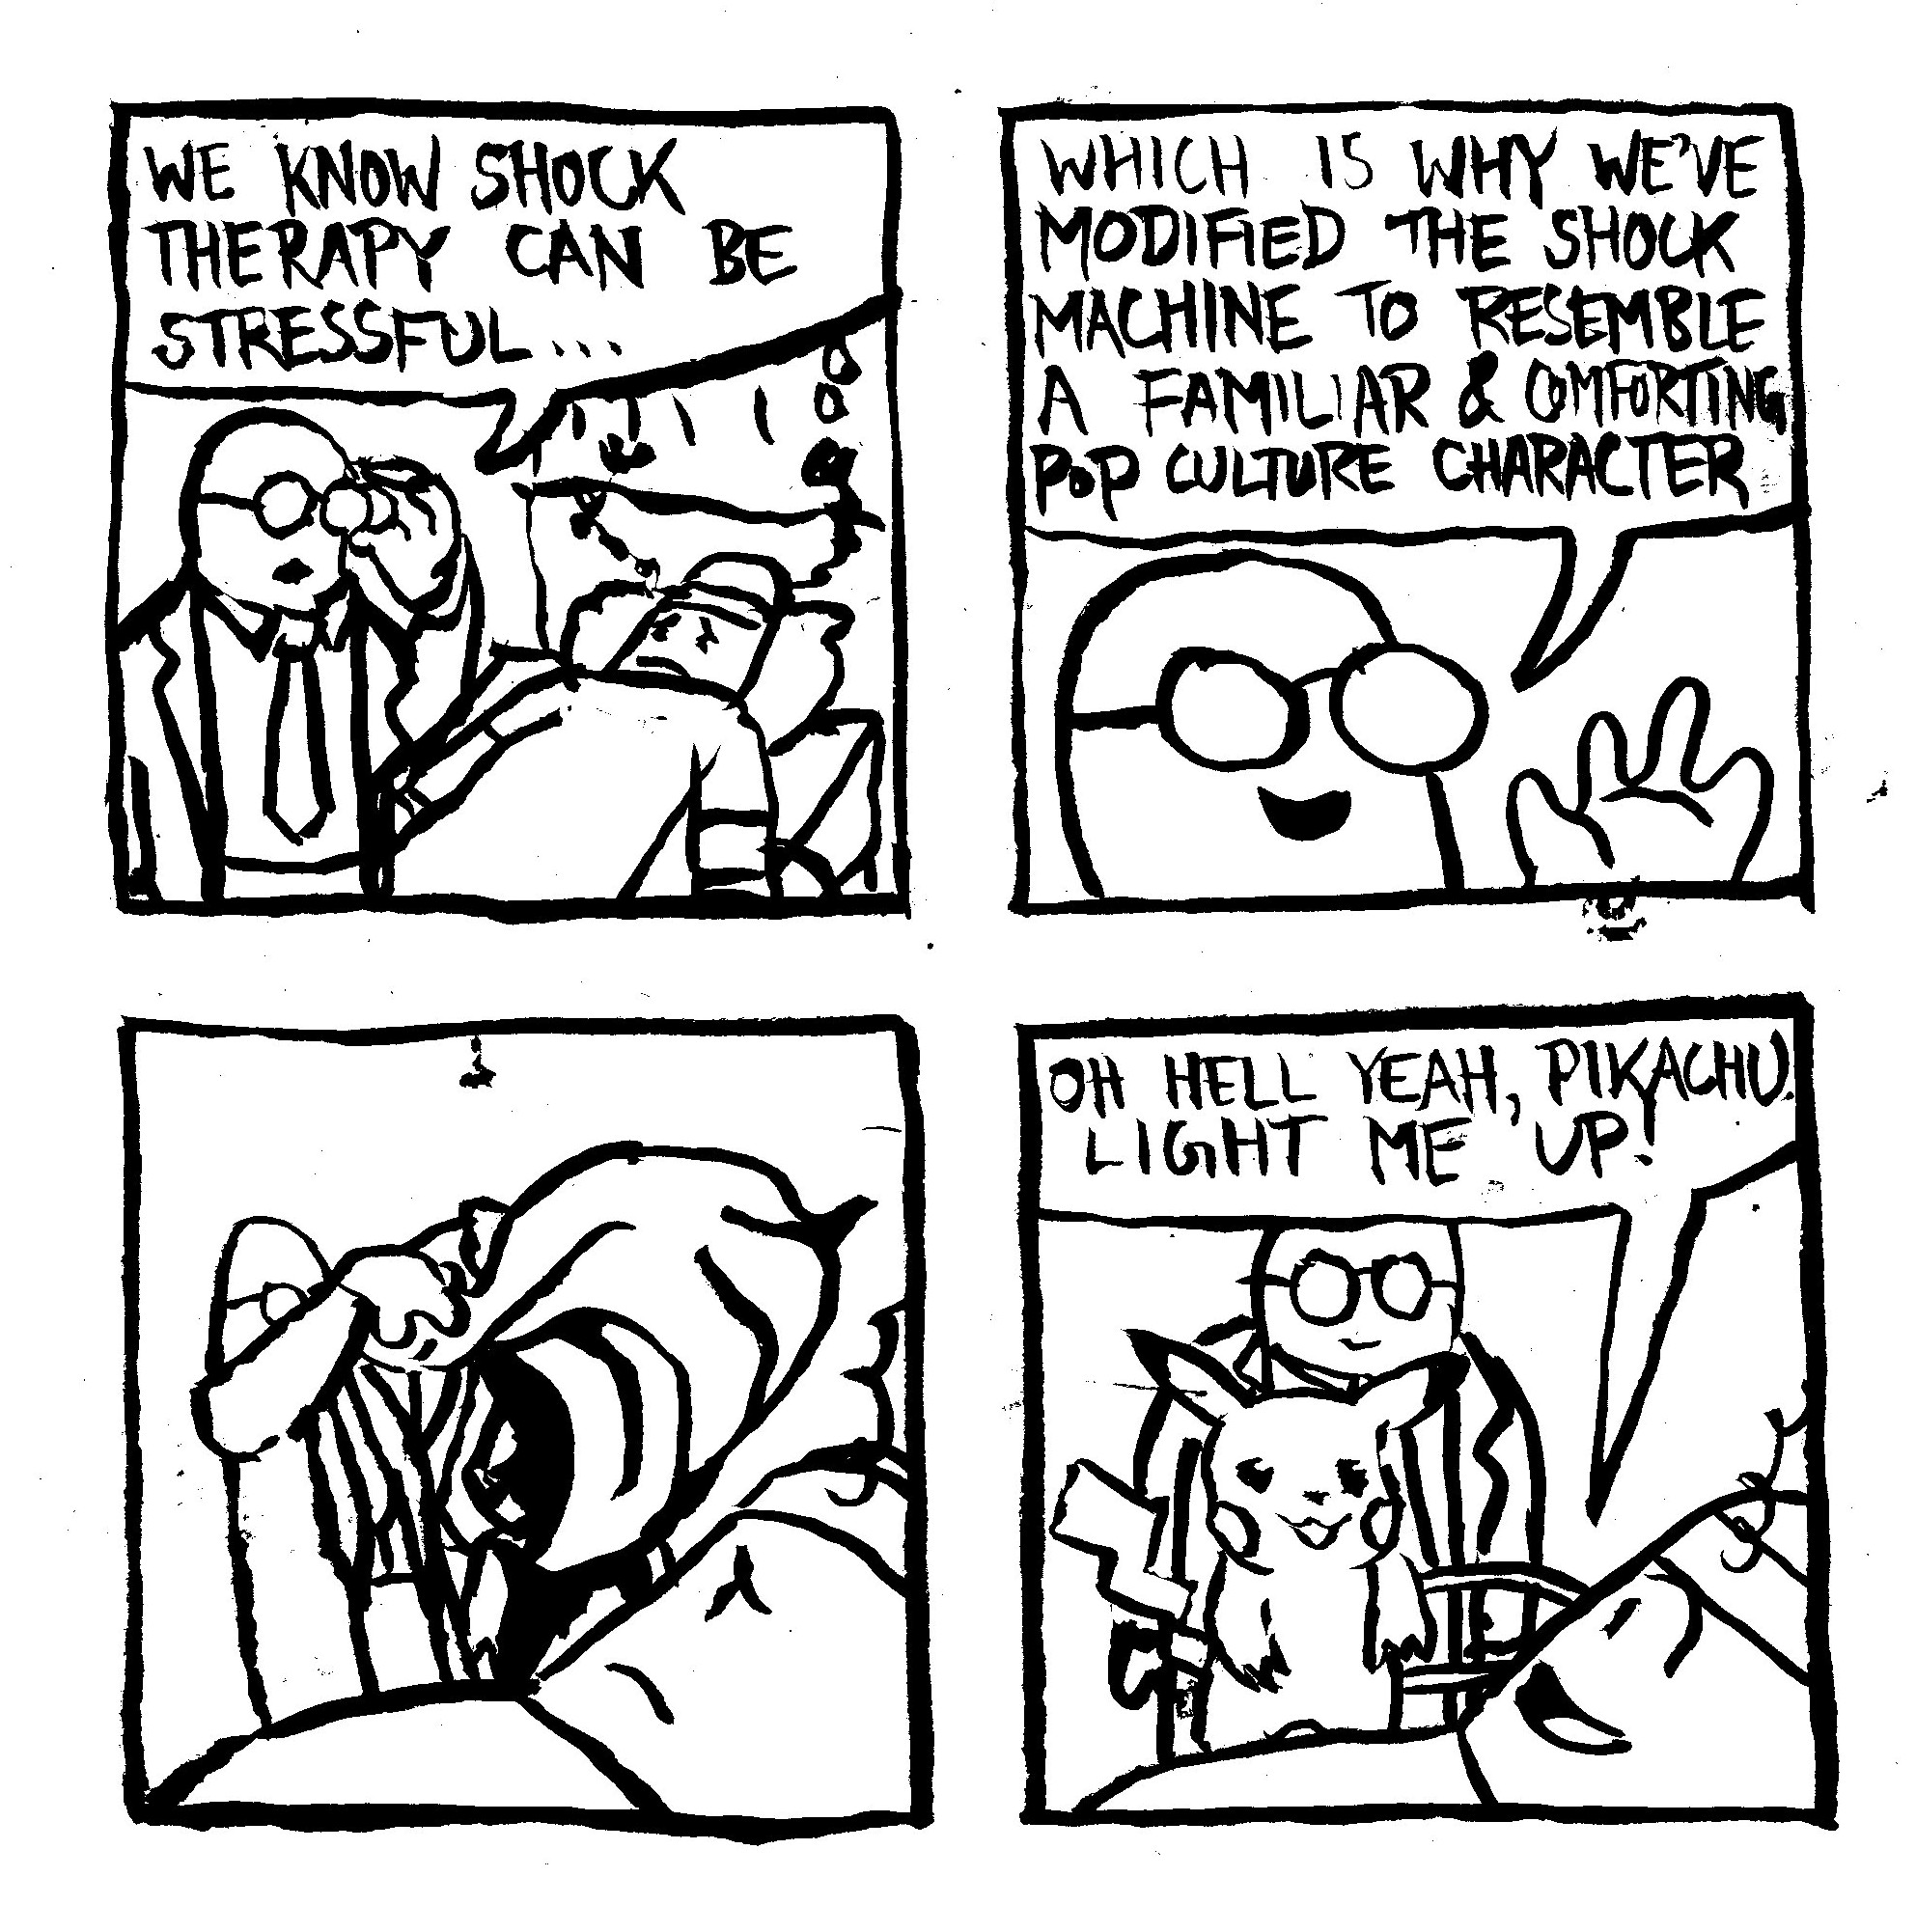 WE KNOW SHOCK
THERAPY CAN BE
STRESSFUL...
WHICH IS WHY WE'VE
MODIFIED THE SHOCK
MACHINE TO RESEMBLE
A FAMILIAR & COMFORTING
POP CULTURE CHARACTER
OH HELL YEAH, PIKACHU.
LIGHT ME UP!